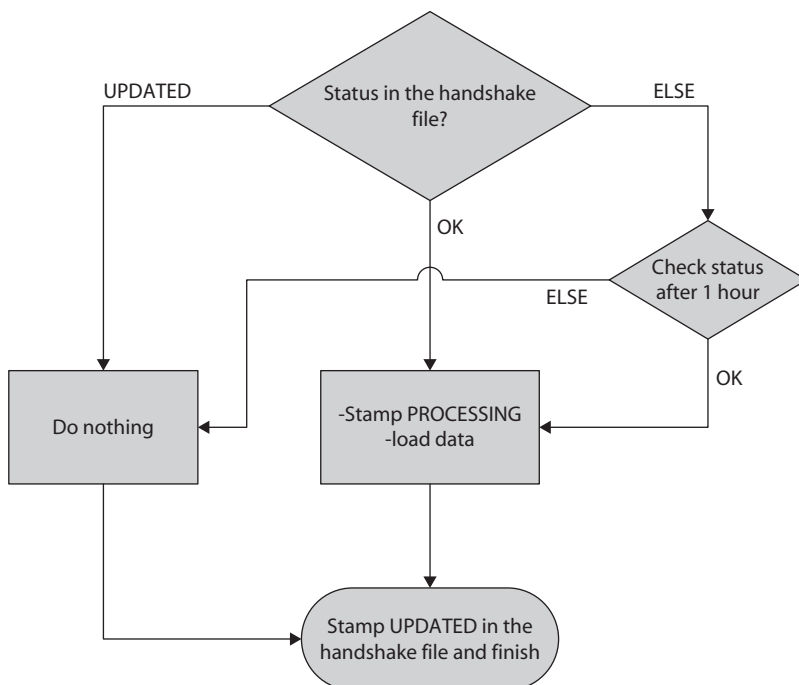 Status in the handshake
file?
UPDATED
ELSE
OK
Check status
after 1 hour
ELSE
OK
Do nothing
-Stamp PROCESSING
-load data
Stamp UPDATED in the
handshake file and finish